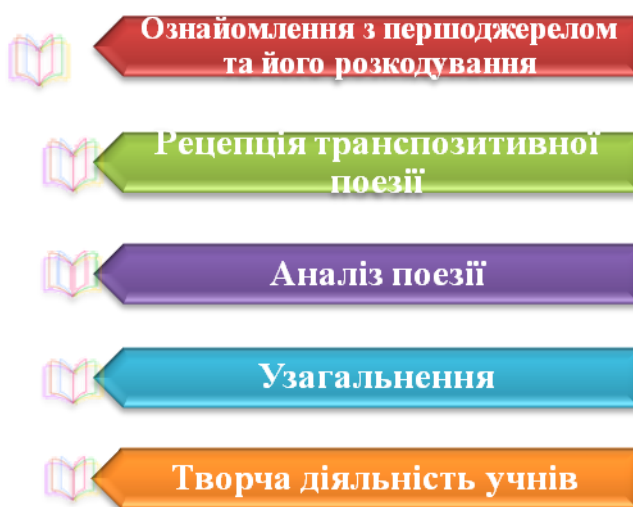 Ознайомлення з першоджерелом
та його розкодування
Рецепція транспозитивної
поезії
Аналіз поезії
Узагальнення
Творча діяльність учнів